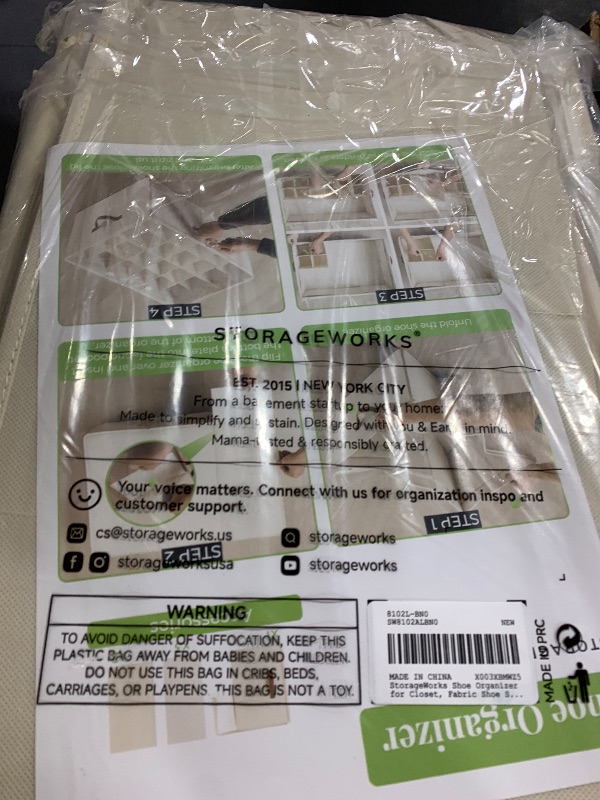 STEP 4
STEP 3
STORAGEWORKS®
Unfold the shoe organizer
EST. 2015 | NEW YORK CITY
From a basement startup to your home.
Made to simplify and sustain. Designed with you & Earth in mind.
Mama-tested & responsibly crafted.
Your voice matters. Connect with us for organization inspo and
customer support.
STEP 1
cs@storageworks.us
storageworks
STEP 2
storageworksusa
storageworks
WARNING
TO AVOID DANGER OF SUFFOCATION, KEEP THIS
PLASTIC BAG AWAY FROM BABIES AND CHILDREN.
DO NOT USE THIS BAG IN CRIBS, BEDS,
CARRIAGES, OR PLAYPENS. THIS BAG IS NOT A TOY.
Accessories
8102L-BNG
SW8102ALBNG
NEW
MADE IN CHINA
X003XBMWZ5
StorageWorks Shoe Organizer
for Closet, Fabric Shoe S...
MADE IN PRC
Organizer